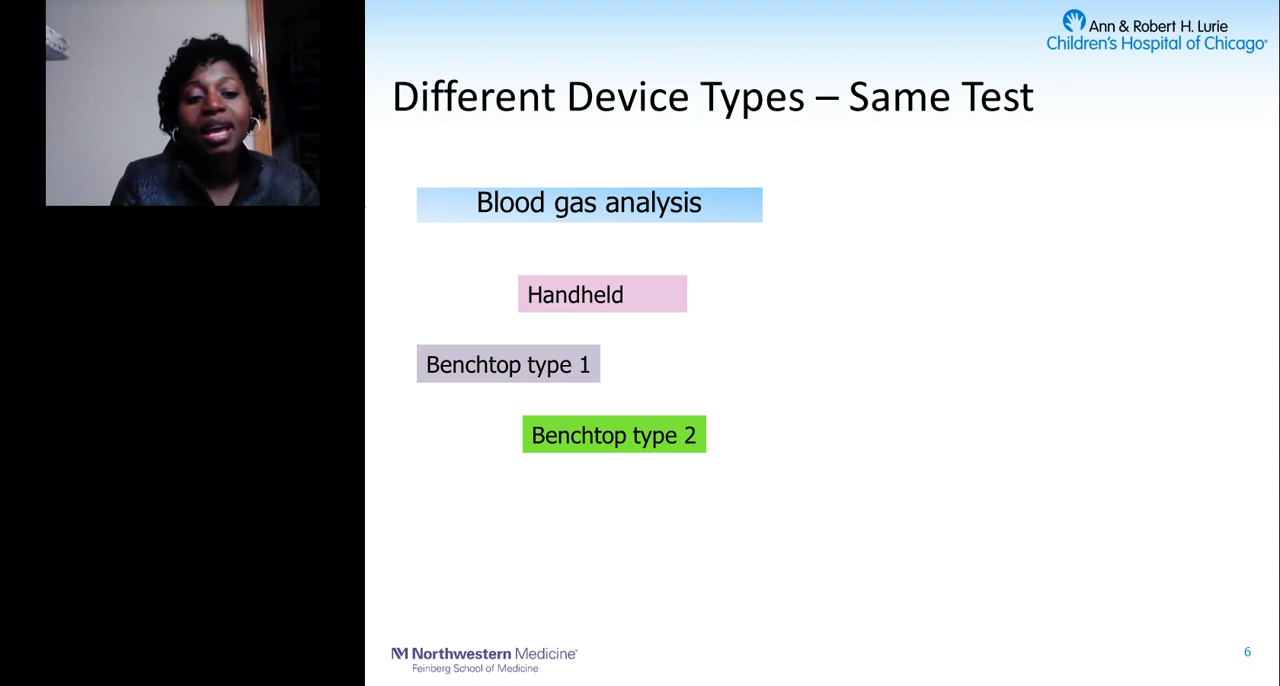 Ann & Robert H. Lurie
Children's Hospital of Chicago®
Different Device Types – Same Test
Blood gas analysis
Handheld
Benchtop type 1
Benchtop type 2
Northwestern Medicine®
Feinberg School of Medicine
6